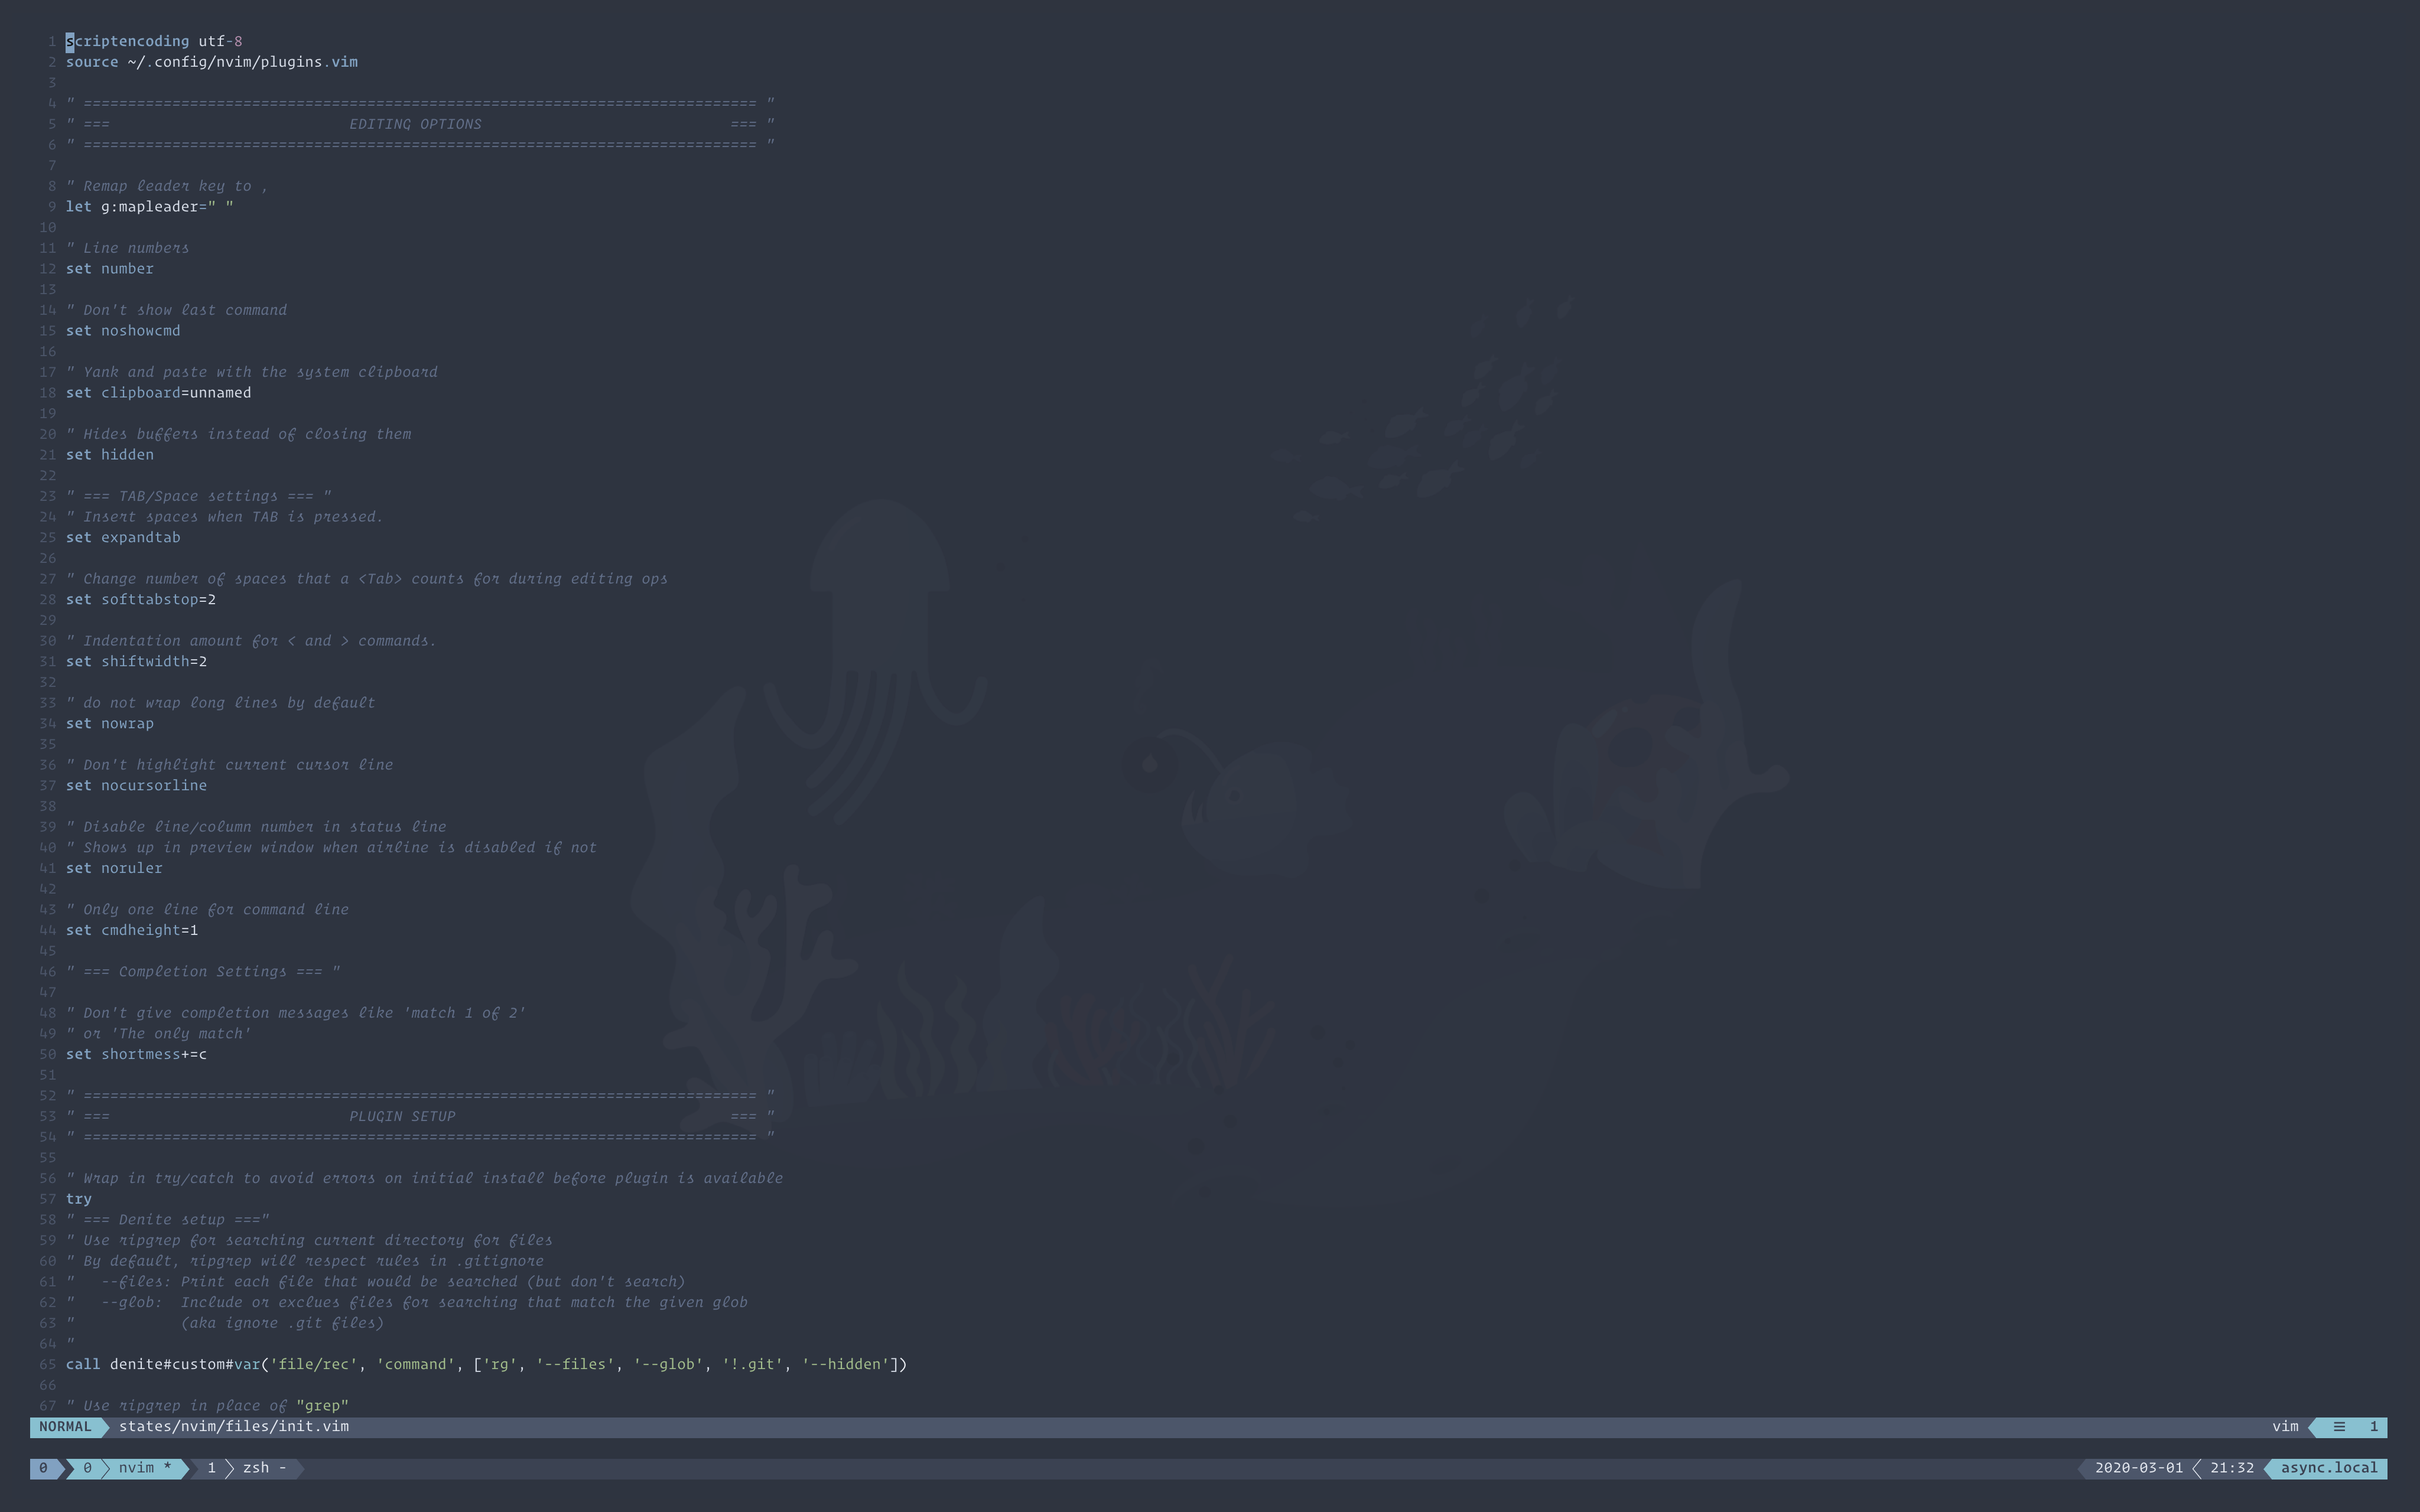 1 scriptencoding utf-8
2 source ~/.config/nvim/plugins.vim
3
4 " ============================================================================ "
5 " ===                           EDITING OPTIONS                            === "
6 " ============================================================================ "
7
8 " Remap leader key to ,
9 let g:mapleader=" "
10
11 " Line numbers
12 set number
13
14 " Don't show last command
15 set noshowcmd
16
17 " Yank and paste with the system clipboard
18 set clipboard=unnamed
19
20 " Hides buffers instead of closing them
21 set hidden
22
23 " === TAB/Space settings === "
24 " Insert spaces when TAB is pressed.
25 set expandtab
26
27 " Change number of spaces that a <Tab> counts for during editing ops
28 set softtabstop=2
29
30 " Indentation amount for < and > commands.
31 set shiftwidth=2
32
33 " do not wrap long lines by default
34 set nowrap
35
36 " Don't highlight current cursor line
37 set nocursorline
38
39 " Disable line/column number in status line
40 " Shows up in preview window when airline is disabled if not
41 set noruler
42
43 " Only one line for command line
44 set cmdheight=1
45
46 " === Completion Settings === "
47
48 " Don't give completion messages like 'match 1 of 2'
49 " or 'The only match'
50 set shortmess+=c
51
52 " ============================================================================ "
53 " ===                           PLUGIN SETUP                               === "
54 " ============================================================================ "
55
56 " Wrap in try/catch to avoid errors on initial install before plugin is available
57 try
58 " === Denite setup ==="
59 " Use ripgrep for searching current directory for files
60 " By default, ripgrep will respect rules in .gitignore
61 "   --files: Print each file that would be searched (but don't search)
62 "   --glob:  Include or exclues files for searching that match the given glob
63 "            (aka ignore .git files)
64 "
65 call denite#custom#var('file/rec', 'command', ['rg', '--files', '--glob', '!.git', '--hidden'])
66
67 " Use ripgrep in place of "grep"
NORMAL states/nvim/files/init.vim vim ☰ 1
0 0 nvim * 1 zsh - 2020-03-01 21:32 async.local